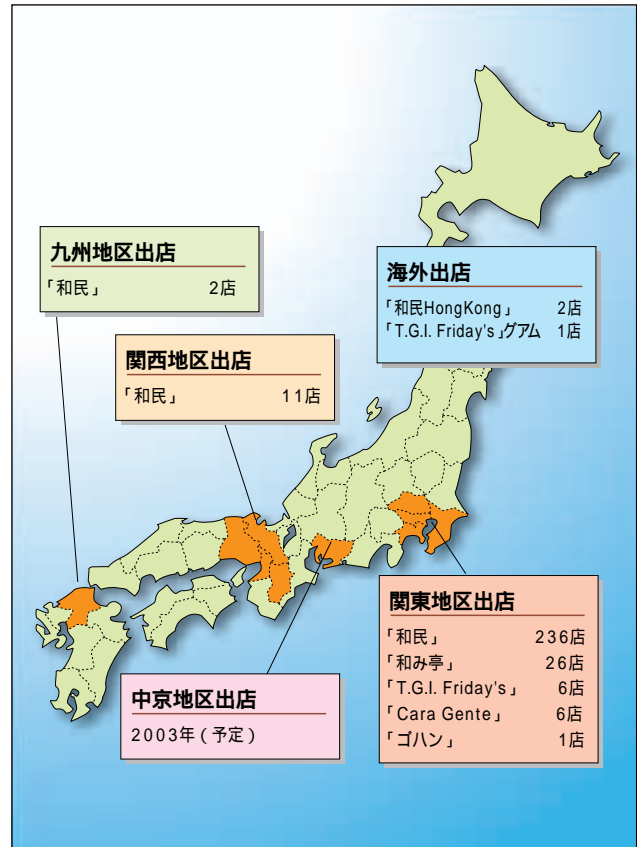 九州地区出店
「和民」 2店
海外出店
「和民HongKong」 2店
「T.G.I. Friday's」グアム 1店
関西地区出店
「和民」 11店
関東地区出店
「和民」 236店
「和み亭」 26店
「T.G.I. Friday's」 6店
「Cara Gente」 6店
「ゴハン」 1店
中京地区出店
2003年(予定)